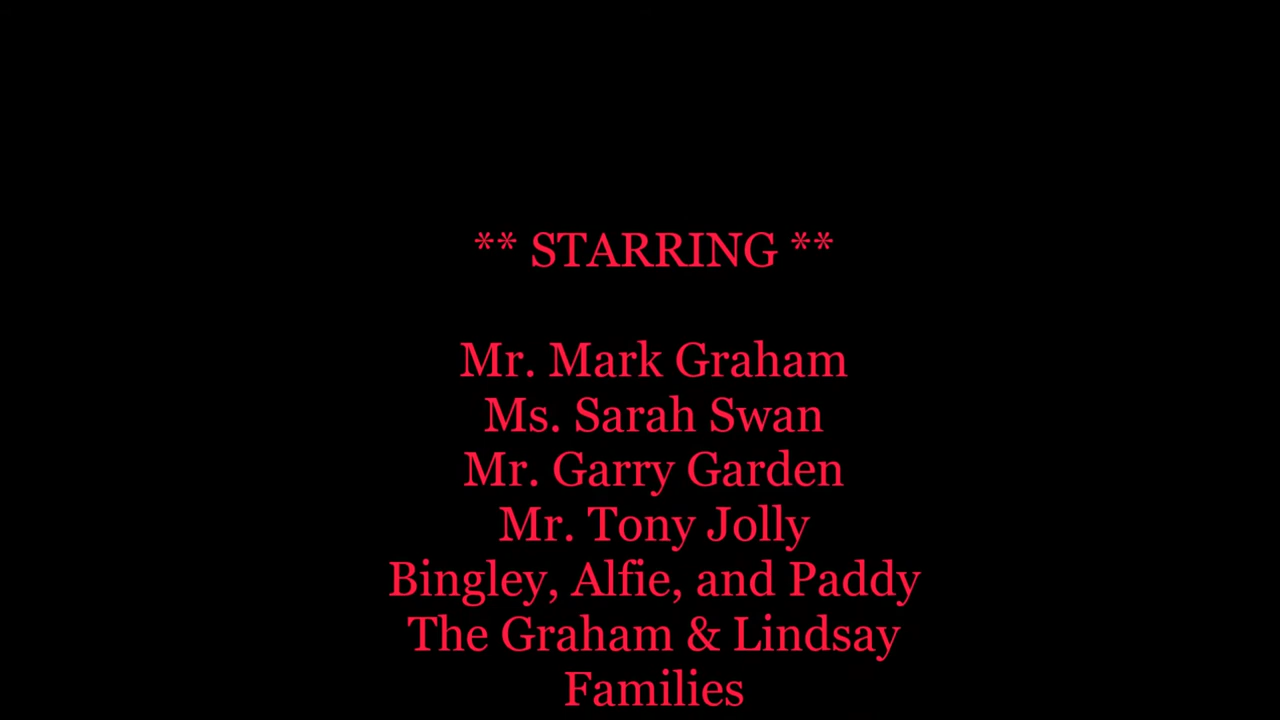 ** STARRING **
Mr. Mark Graham
Ms. Sarah Swan
Mr. Garry Garden
Mr. Tony Jolly
Bingley, Alfie, and Paddy
The Graham & Lindsay
Families